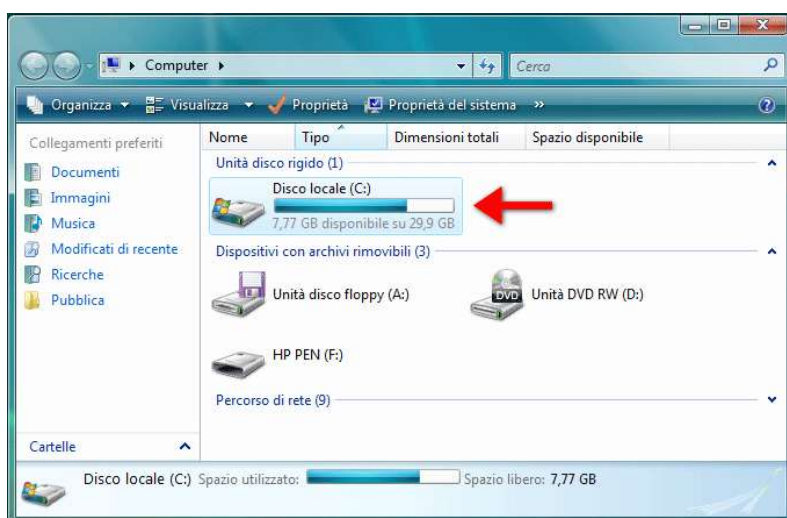 Computer
Cerca
Organizza Visualizza Proprietà Proprietà del sistema »
Collegamenti preferiti
Documenti
Immagini
Musica
Modificati di recente
Ricerche
Pubblica
Cartelle
Nome Tipo Dimensioni totali Spazio disponibile
Unità disco rigido (1)
Disco locale (C:)
7,77 GB disponibile su 29,9 GB
Dispositivi con archivi rimovibili (3)
Unità disco floppy (A:)
DVD Unità DVD RW (D:)
HP PEN (F:)
Percorso di rete (9)
Disco locale (C:) Spazio utilizzato: Spazio libero: 7,77 GB